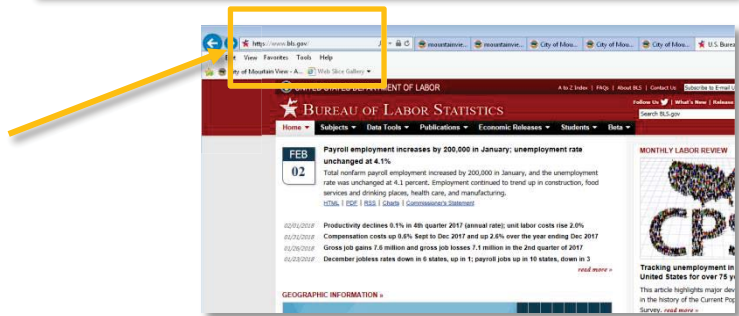 https://www.bls.gov/
mountainvie...
mountainvie...
City of Mou...
City of Mou...
City of Mou...
U.S. Burea
View Favorites Tools Help
of Mountain View - A...
Web Slice Gallery
UNITED STATES DEPARTMENT OF LABOR
A to Z Index | FAQs | About BLS | Contact Us Subscribe to E-mail U
BUREAU OF LABOR STATISTICS
Follow Us | What's New | Release
Search BLS.gov
Home Subjects Data Tools Publications Economic Releases Students Beta
FEB
02
Payroll employment increases by 200,000 in January; unemployment rate
unchanged at 4.1%
Total nonfarm payroll employment increased by 200,000 in January, and the unemployment
rate was unchanged at 4.1 percent. Employment continued to trend up in construction, food
services and drinking places, health care, and manufacturing.
HTML | PDF | RSS | Charts | Commissioner's Statement
02/01/2018 Productivity declines 0.1% in 4th quarter 2017 (annual rate); unit labor costs rise 2.0%
01/31/2018 Compensation costs up 0.6% Sept to Dec 2017 and up 2.6% over the year ending Dec 2017
01/26/2018 Gross job gains 7.6 million and gross job losses 7.1 million in the 2nd quarter of 2017
01/23/2018 December jobless rates down in 6 states, up in 1; payroll jobs up in 10 states, down in 3
read more »
GEOGRAPHIC INFORMATION »
MONTHLY LABOR REVIEW
CPS
Tracking unemployment in
United States for over 75 y
This article highlights major dev
in the history of the Current Pop
Survey. read more »